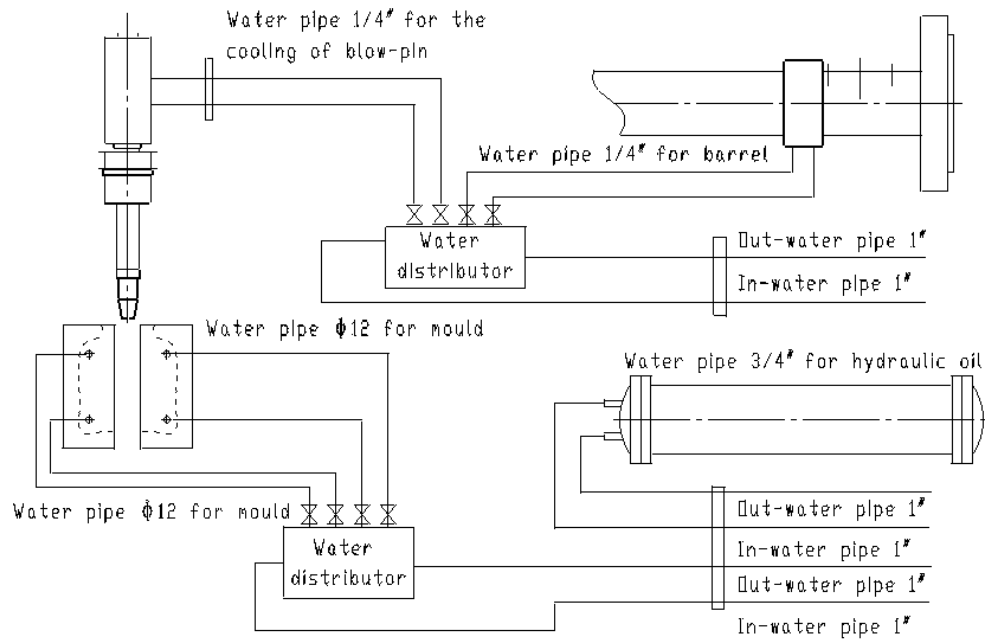 Water pipe 1/4" for the
cooling of blow-pin
Water pipe 1/4" for barrel
Water
distributor
Out-water pipe 1"
In-water pipe 1"
Water pipe ϕ12 for mould
Water pipe 3/4" for hydraulic oil
Water pipe ϕ12 for mould
Water
distributor
Out-water pipe 1"
In-water pipe 1"
Out-water pipe 1"
In-water pipe 1"